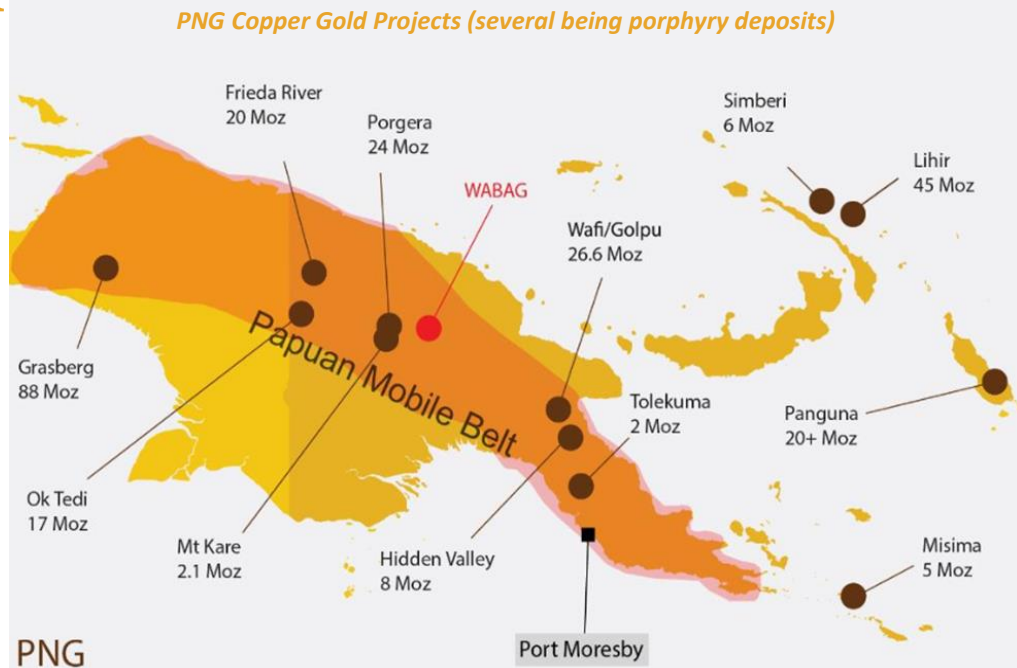 PNG Copper Gold Projects (several being porphyry deposits)
Frieda River
20 Moz
Porgera
24 Moz
WABAG
Simberi
6 Moz
Lihir
45 Moz
Wafi/Golpu
26.6 Moz
Grasberg
88 Moz
Papuan Mobile Belt
Tolekuma
2 Moz
Panguna
20+ Moz
Ok Tedi
17 Moz
Mt Kare
2.1 Moz
Hidden Valley
8 Moz
Misima
5 Moz
Port Moresby
PNG